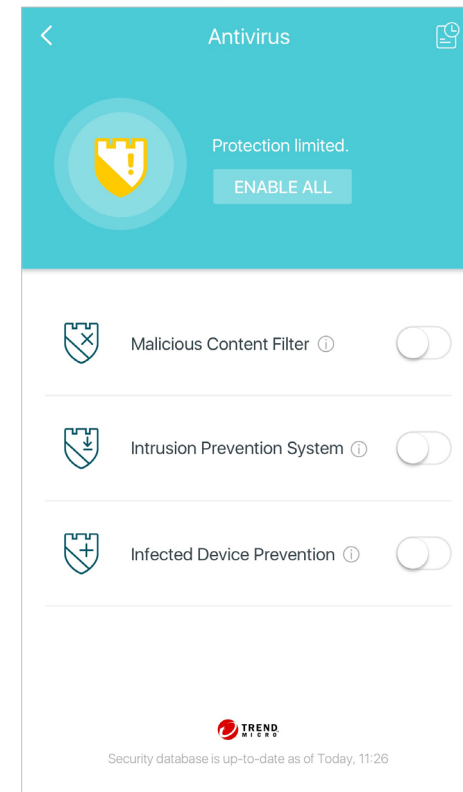 Antivirus
Protection limited.
ENABLE ALL
Malicious Content Filter
Intrusion Prevention System
Infected Device Prevention
TREND
MICRO
Security database is up-to-date as of Today, 11:26